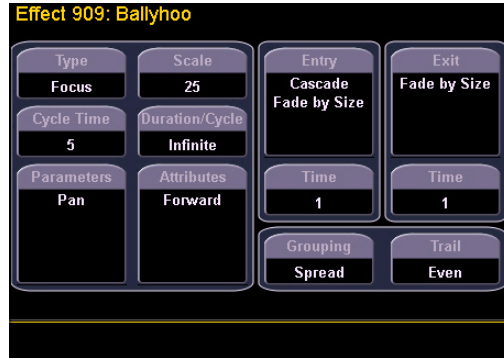 Effect 909: Ballyhoo
Type Scale Entry Exit
Focus 25 Cascade Fade by Size
Fade by Size
Cycle Time Duration/Cycle
5 Infinite
Parameters Attributes Time Time
Pan Forward 1 1
Grouping Trail
Spread Even